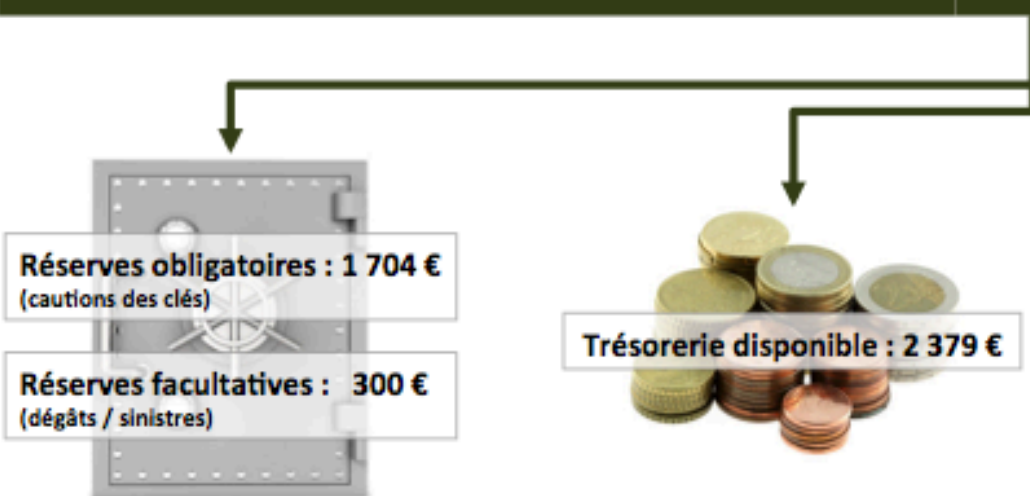 Réserves obligatoires : 1 704 €
(cautions des clés)
Trésorerie disponible : 2 379 €
Réserves facultatives : 300 €
(dégâts / sinistres)